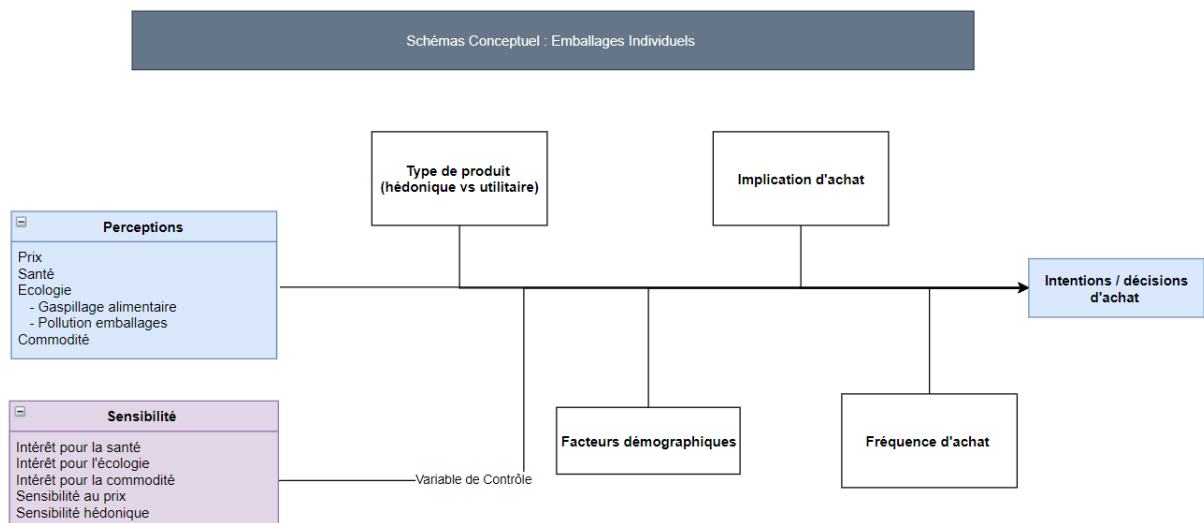 Schémas Conceptuel : Emballages Individuels
Type de produit
(hédonique vs utilitaire)
Implication d'achat
Perceptions
Prix
Santé
Ecologie
- Gaspillage alimentaire
- Pollution emballages
Commodité
Intentions / décisions
d'achat
Sensibilité
Intérêt pour la santé
Intérêt pour l'écologie
Intérêt pour la commodité
Sensibilité au prix
Sensibilité hédonique
Variable de Contrôle
Facteurs démographiques
Fréquence d'achat